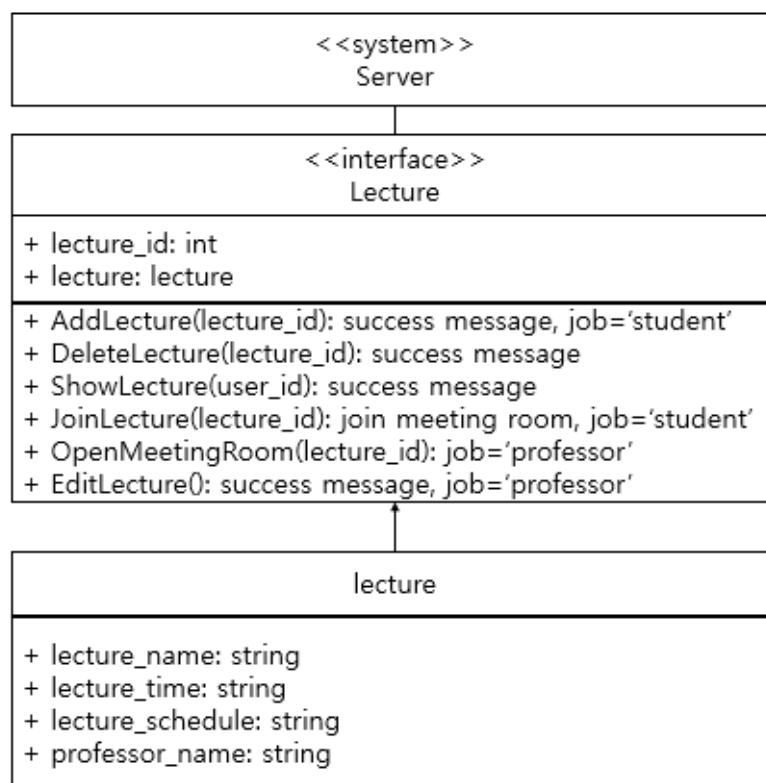 <<system>>
Server
<<interface>>
Lecture
+ lecture_id: int
+ lecture: lecture
+ AddLecture(lecture_id): success message, job=‘student’
+ DeleteLecture(lecture_id): success message
+ ShowLecture(user_id): success message
+ JoinLecture(lecture_id): join meeting room, job=‘student’
+ OpenMeetingRoom(lecture_id): job=‘professor’
+ EditLecture(): success message, job=‘professor’
lecture
+ lecture_name: string
+ lecture_time: string
+ lecture_schedule: string
+ professor_name: string